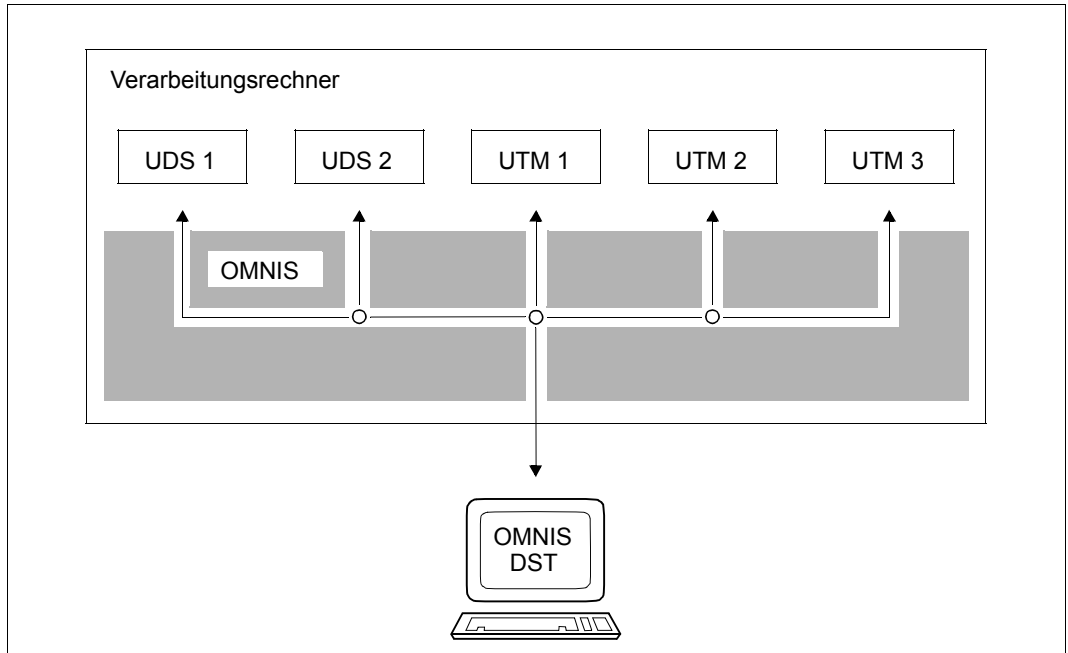 Verarbeitungsrechner
UDS 1 UDS 2 UTM 1 UTM 2 UTM 3
OMNIS
OMNIS
DST